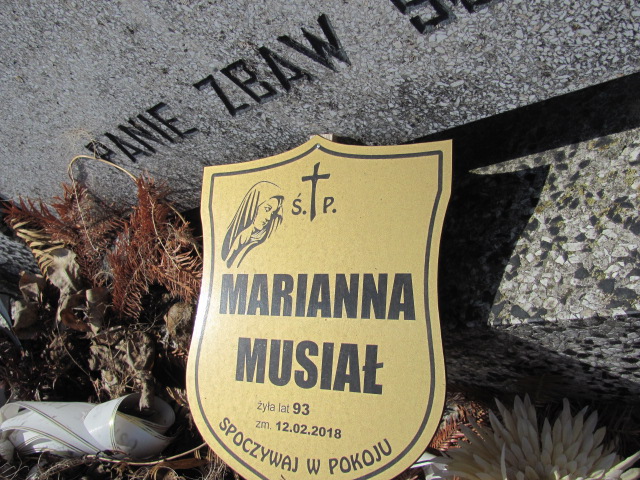 PANIE ZBAW
Ś. P.
MARIANNA
MUSIAŁ
żyła lat 93
zm. 12.02.2018
SPOCZYWAJ W POKOJU